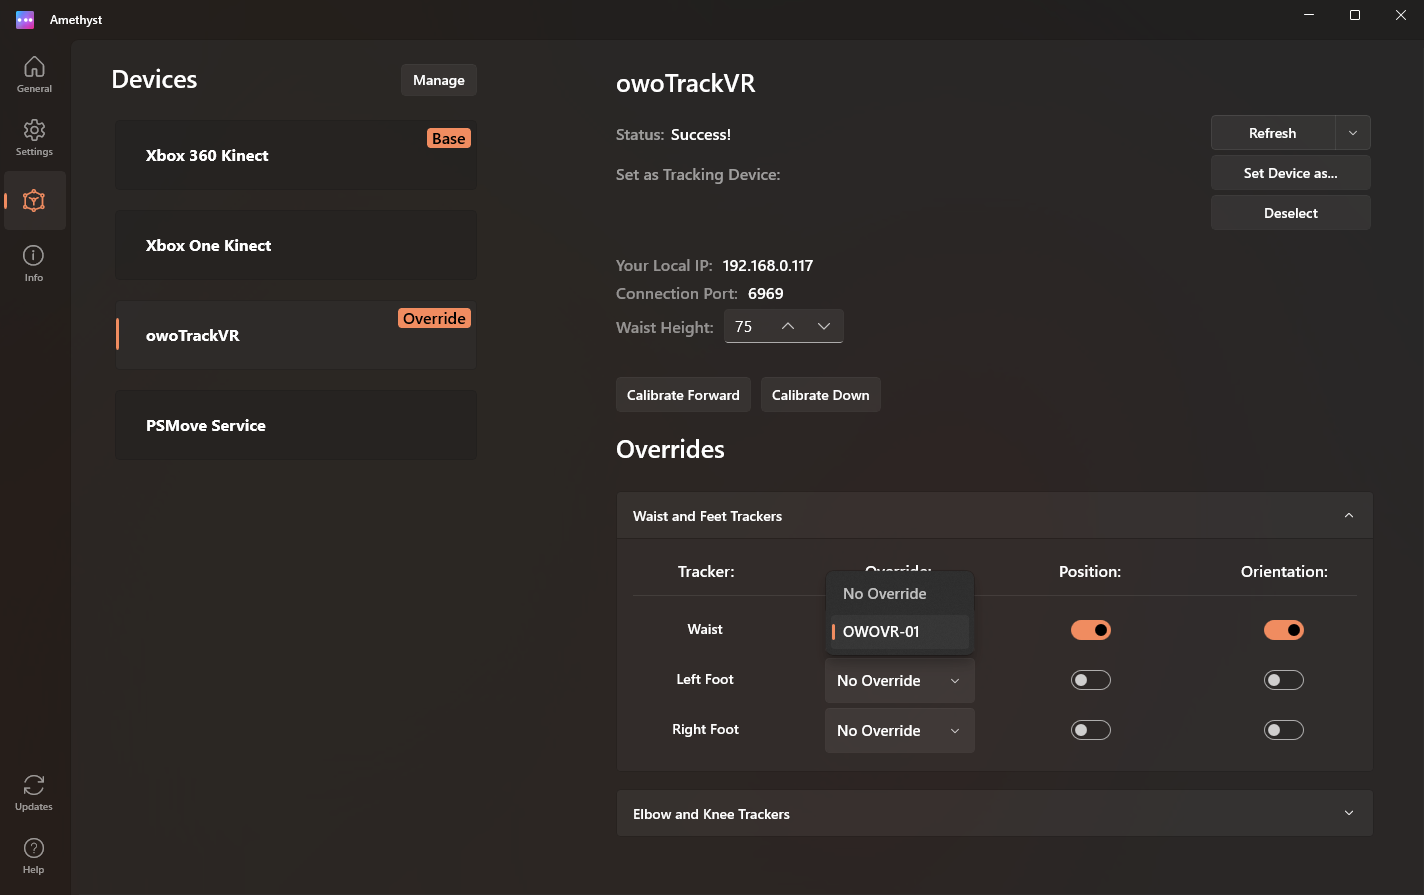 Amethyst
General
Settings
Info
Updates
Help
Devices
Manage
Base
Xbox 360 Kinect
Xbox One Kinect
Override
owoTrackVR
PSMove Service
owoTrackVR
Status: Success!
Set as Tracking Device:
Refresh
Set Device as...
Deselect
Your Local IP: 192.168.0.117
Connection Port: 6969
Waist Height: 75
Calibrate Forward
Calibrate Down
Overrides
Waist and Feet Trackers
Tracker: Override: Position: Orientation:
No Override
Waist OWOVR-01
Left Foot No Override
Right Foot No Override
Elbow and Knee Trackers